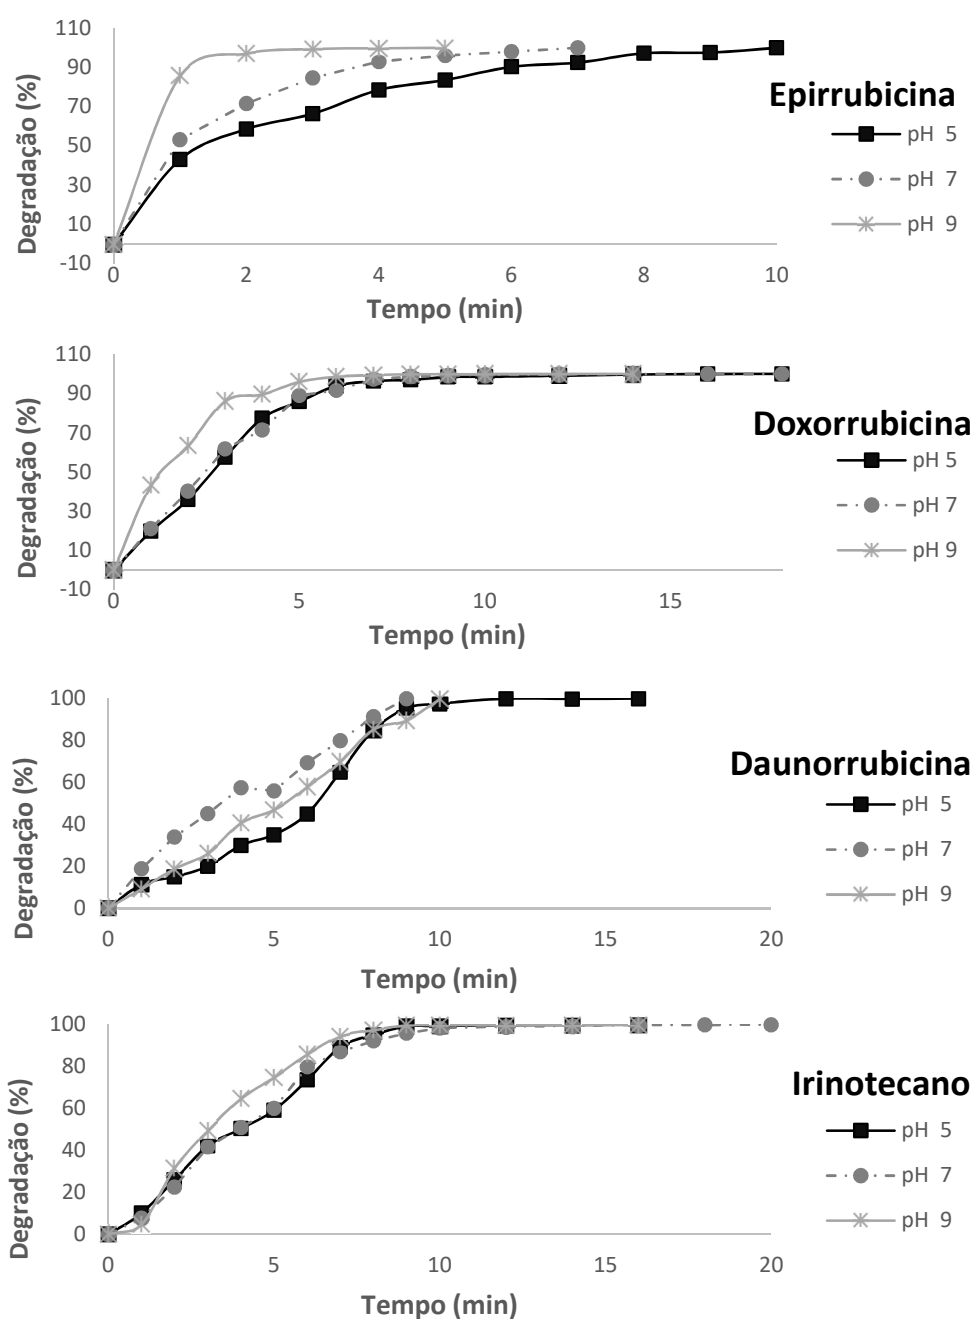 Degradação (%)
110
90
70
50
30
10
-10
0 2 4 6 8 10
Tempo (min)
Epirrubicina
pH 5
pH 7
pH 9
Degradação (%)
110
90
70
50
30
10
-10
0 5 10 15
Tempo (min)
Doxorrubicina
pH 5
pH 7
pH 9
Degradação (%)
100
80
60
40
20
0
0 5 10 15 20
Tempo (min)
Daunorrubicina
pH 5
pH 7
pH 9
Degradação (%)
100
80
60
40
20
0
0 5 10 15 20
Tempo (min)
Irinotecano
pH 5
pH 7
pH 9